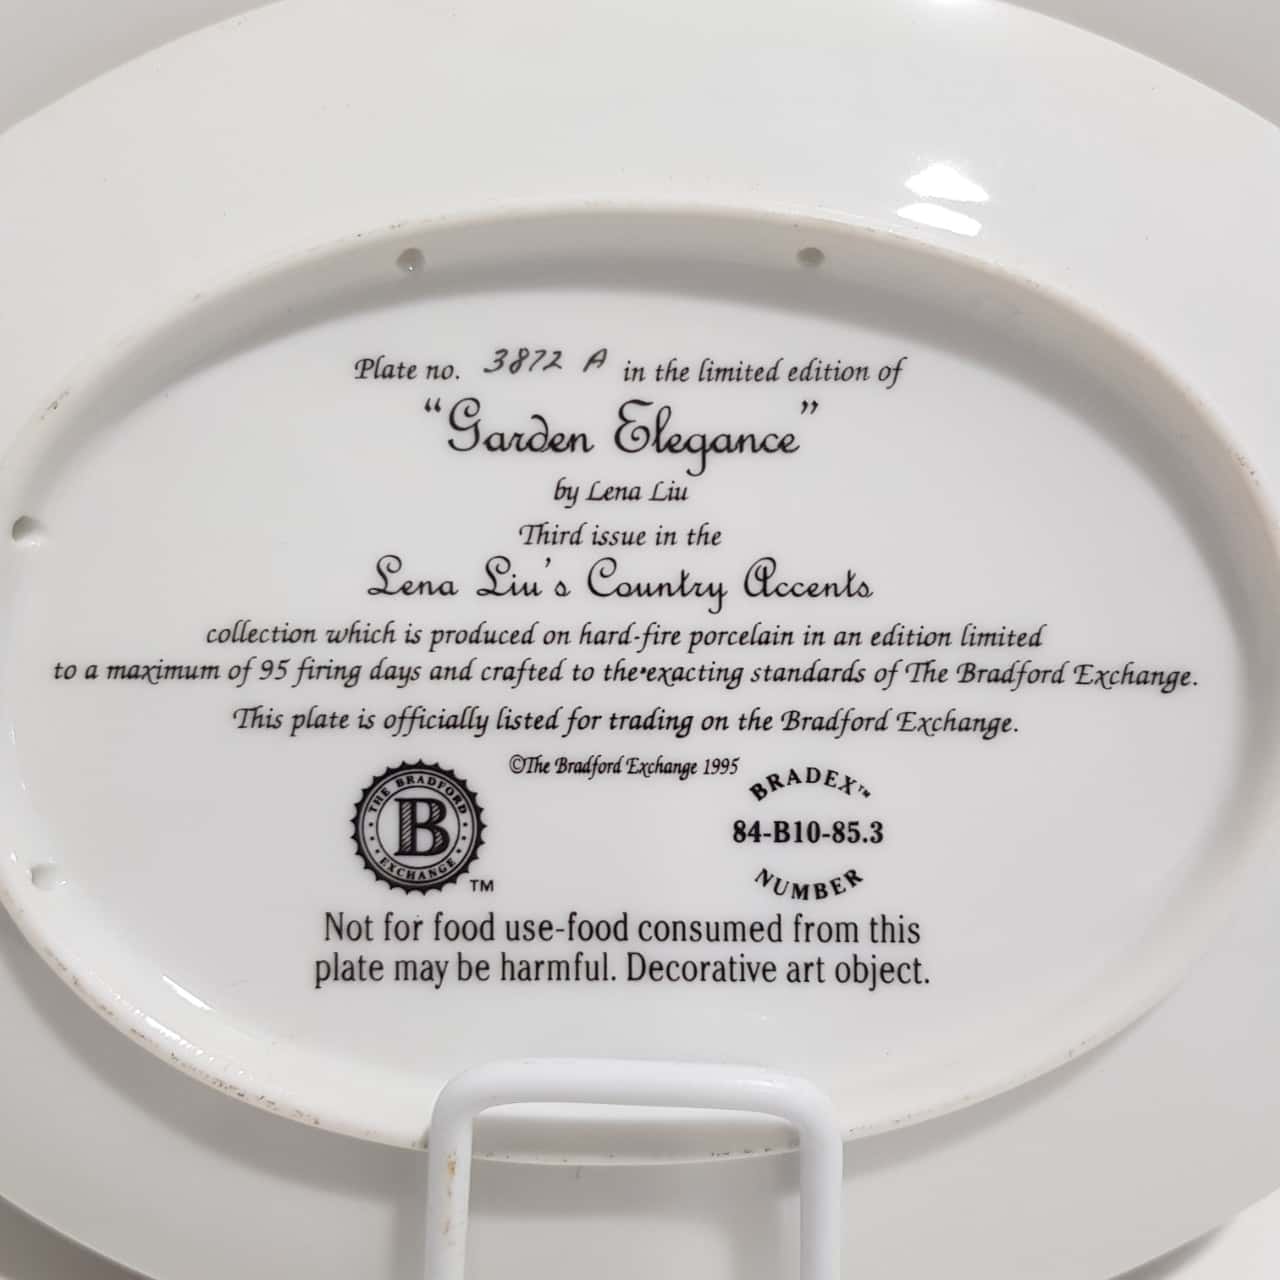 Plate no. 3872 A in the limited edition of
“Garden Elegance”
by Lena Liu
Third issue in the
Lena Liu's Country Accents
collection which is produced on hard-fire porcelain in an edition limited
to a maximum of 95 firing days and crafted to the exacting standards of The Bradford Exchange.
This plate is officially listed for trading on the Bradford Exchange.
©The Bradford Exchange 1995
THE BRADFORD
B
EXCHANGE
TM
BRADEX™
84-B10-85.3
NUMBER
Not for food use-food consumed from this
plate may be harmful. Decorative art object.